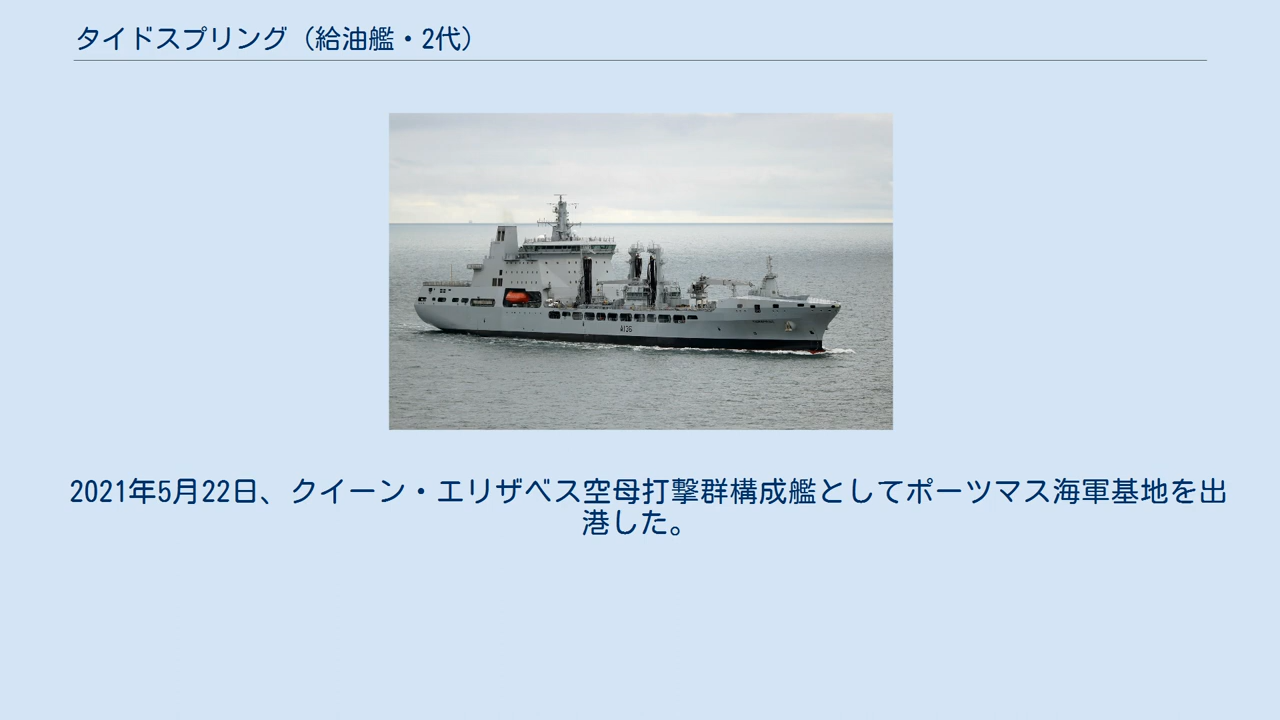 タイドスプリング（給油艦・2代）
A136
2021年5月22日、クイーン・エリザベス空母打撃群構成艦としてポーツマス海軍基地を出
港した。